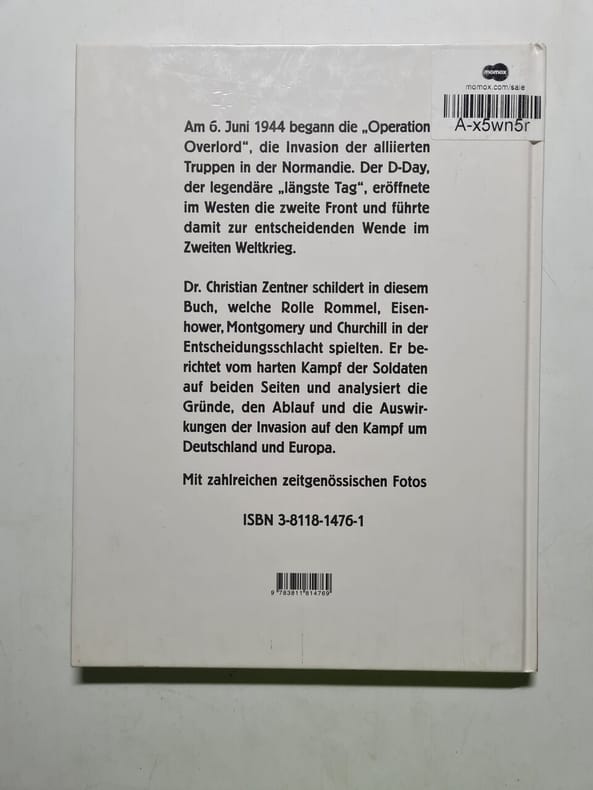 momox
momox.com/sale
A-x5wn5r
Am 6. Juni 1944 begann die „Operation
Overlord“, die Invasion der alliierten
Truppen in der Normandie. Der D-Day,
der legendäre „längste Tag“, eröffnete
im Westen die zweite Front und führte
damit zur entscheidenden Wende im
Zweiten Weltkrieg.
Dr. Christian Zentner schildert in diesem
Buch, welche Rolle Rommel, Eisen-
hower, Montgomery und Churchill in der
Entscheidungsschlacht spielten. Er be-
richtet vom harten Kampf der Soldaten
auf beiden Seiten und analysiert die
Gründe, den Ablauf und die Auswir-
kungen der Invasion auf den Kampf um
Deutschland und Europa.
Mit zahlreichen zeitgenössischen Fotos
ISBN 3-8118-1476-1
9 783811 814769